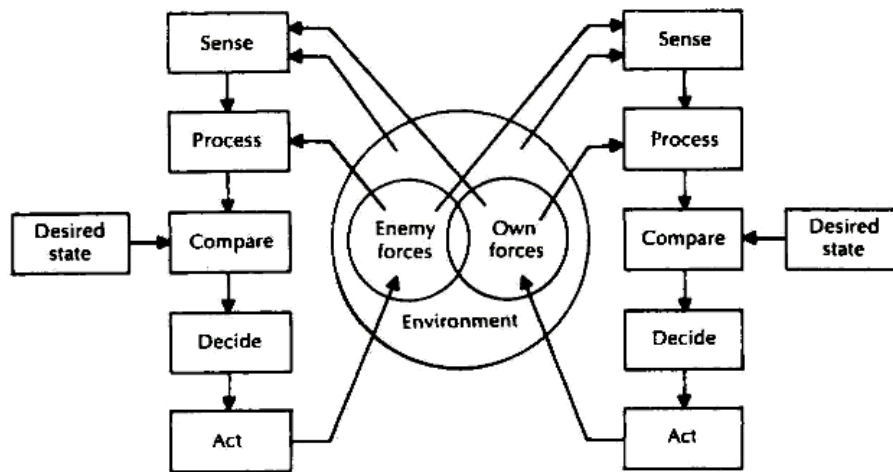 Sense
Process
Desired
state
Compare
Decide
Act
Enemy
forces
Own
forces
Environment
Sense
Process
Compare
Desired
state
Decide
Act